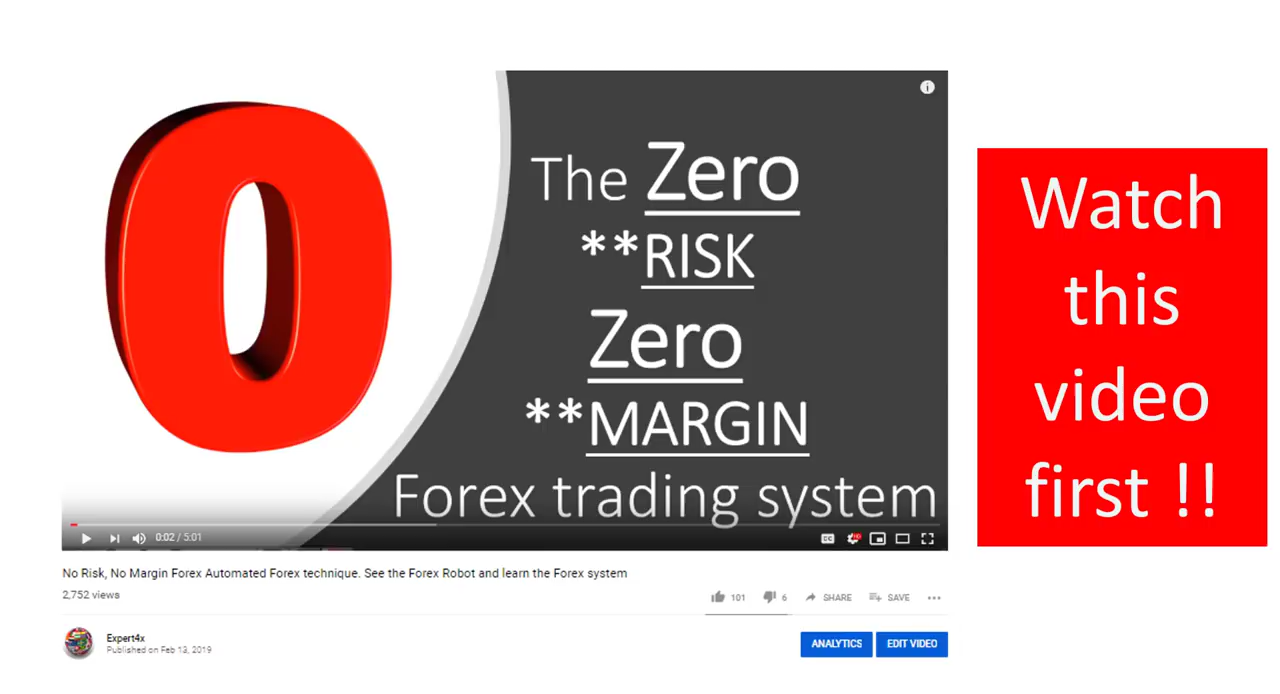 The Zero
**RISK
Zero
**MARGIN
Forex trading system
Watch
this
video
first !!
0:02 / 5:01
No Risk, No Margin Forex Automated Forex technique. See the Forex Robot and learn the Forex system
2,752 views
101
6
SHARE
SAVE
Expert4x
Published on Feb 13, 2019
ANALYTICS
EDIT VIDEO